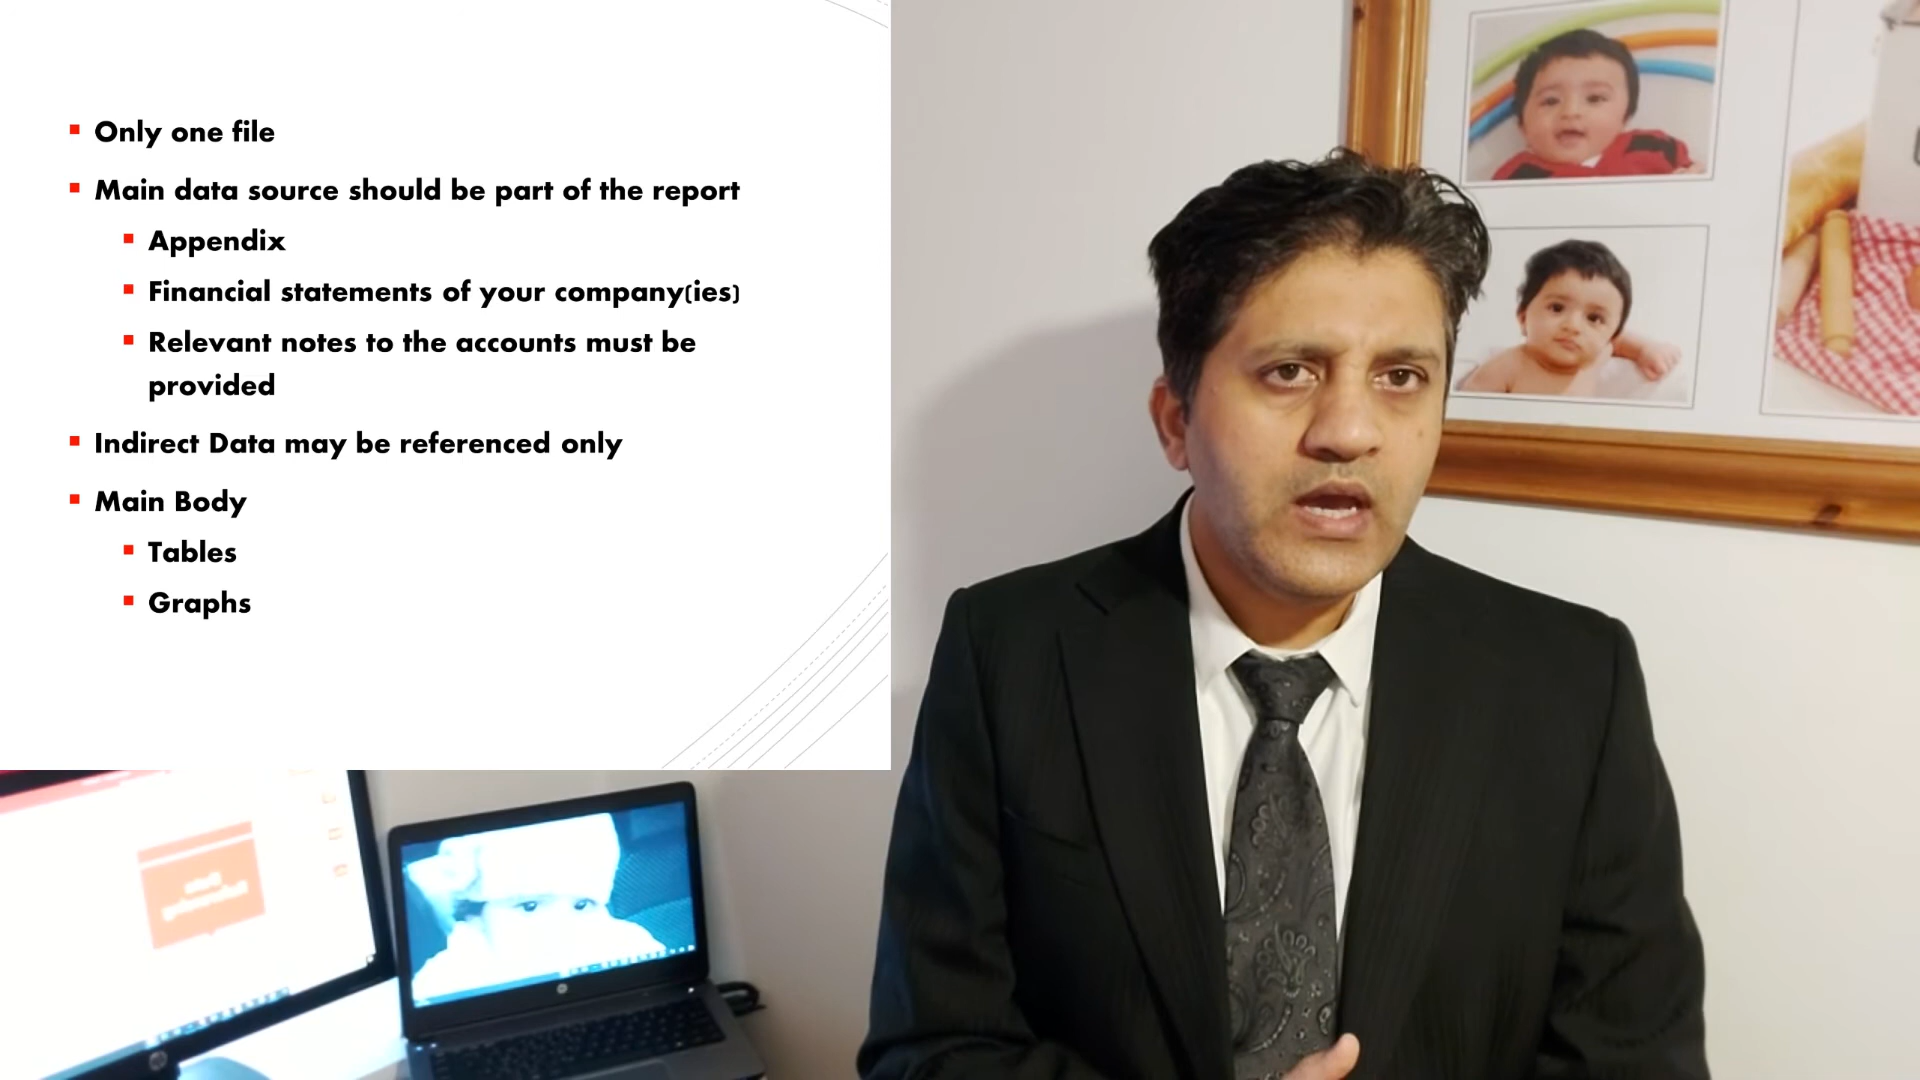 Only one file
Main data source should be part of the report
Appendix
Financial statements of your company(ies)
Relevant notes to the accounts must be
provided
Indirect Data may be referenced only
Main Body
Tables
Graphs